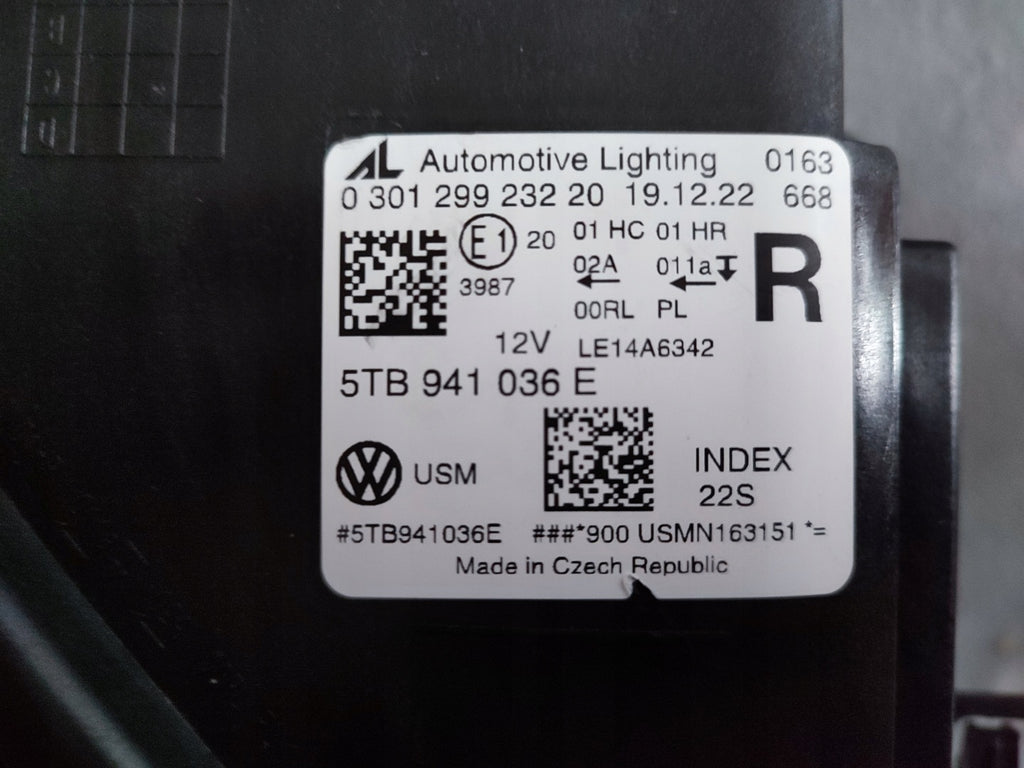 AL Automotive Lighting 0163
0 301 299 232 20 19.12.22 668
E1 20 01 HC 01 HR R
3987 02A 011a
00RL PL
12V LE14A6342
5TB 941 036 E
VW USM INDEX
22S
#5TB941036E ###*900 USMN163151 *=
Made in Czech Republic